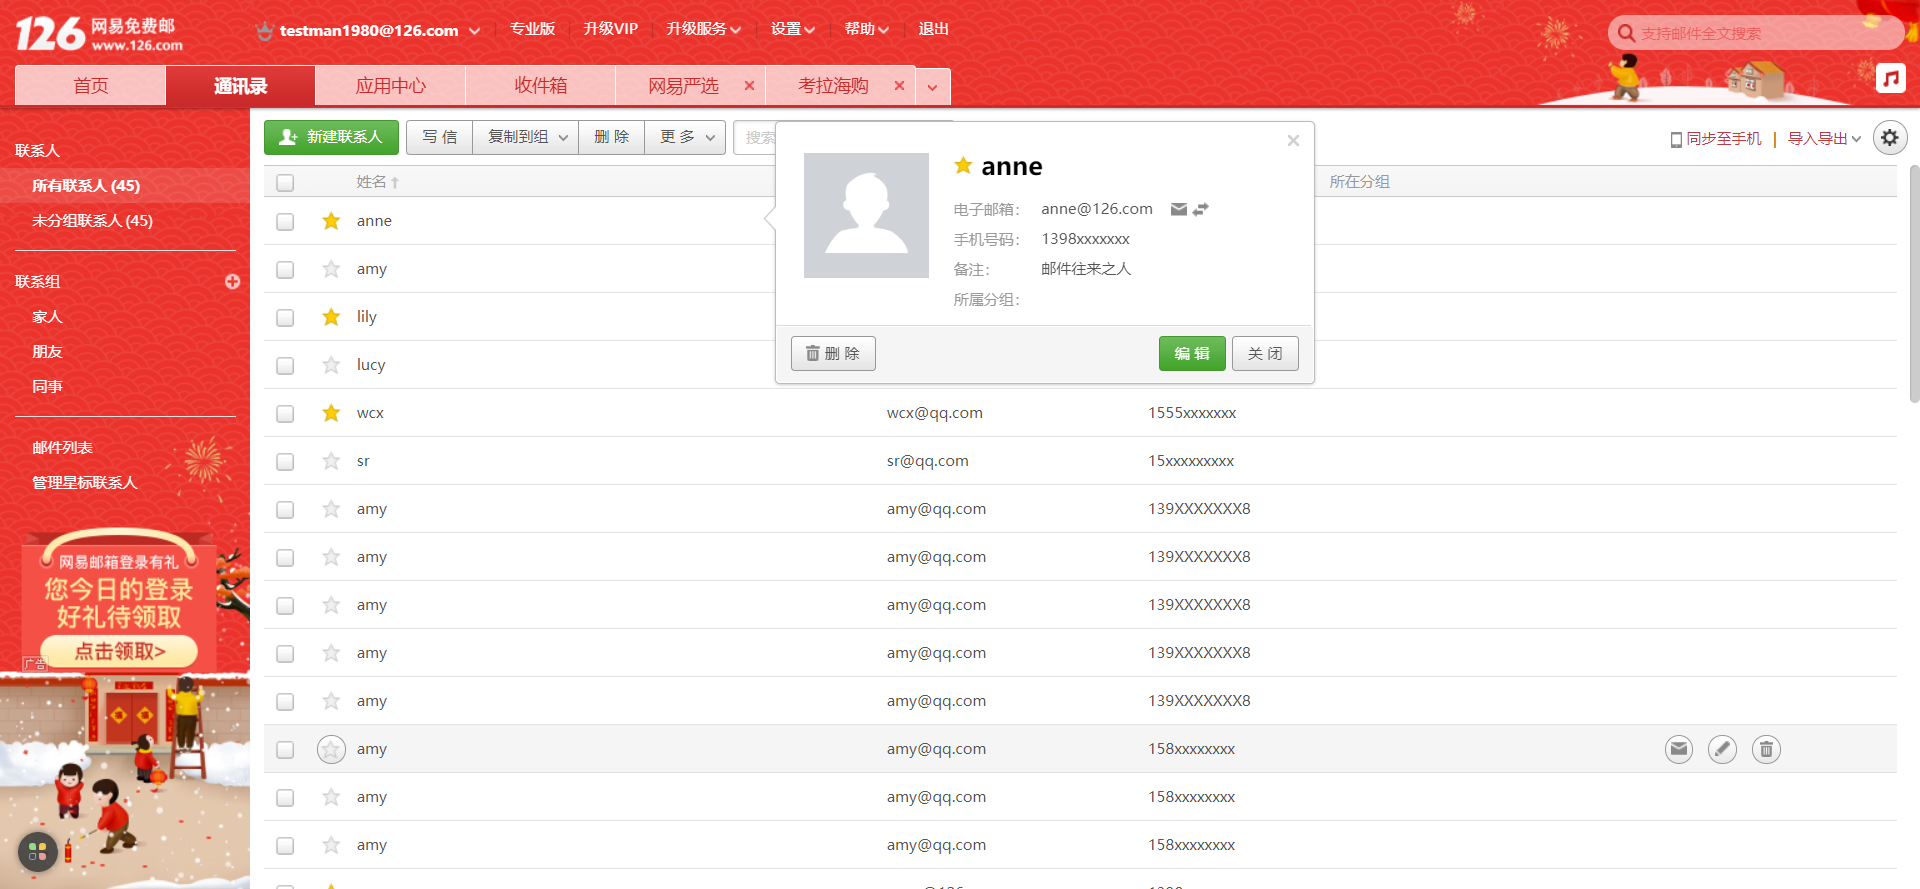 126 网易免费邮
www.126.com
testman1980@126.com 专业版 升级VIP 升级服务 设置 帮助 退出
支持邮件全文搜索
首页 通讯录 应用中心 收件箱 网易严选 考拉海购
联系人
所有联系人 (45)
未分组联系人 (45)
联系组
家人
朋友
同事
邮件列表
管理星标联系人
网易邮箱登录有礼
您今日的登录
好礼待领取
点击领取>
广告
新建联系人 写 信 复制到组 删 除 更 多 搜索
同步至手机 | 导入导出
姓名 所在分组
anne
amy
lily
lucy
anne
电子邮箱： anne@126.com
手机号码： 1398xxxxxxx
备注： 邮件往来之人
所属分组：
删 除 编 辑 关 闭
wcx wcx@qq.com 1555xxxxxxx
sr sr@qq.com 15xxxxxxxxx
amy amy@qq.com 139XXXXXXX8
amy amy@qq.com 139XXXXXXX8
amy amy@qq.com 139XXXXXXX8
amy amy@qq.com 139XXXXXXX8
amy amy@qq.com 139XXXXXXX8
amy amy@qq.com 158xxxxxxxx
amy amy@qq.com 158xxxxxxxx
amy amy@qq.com 158xxxxxxxx